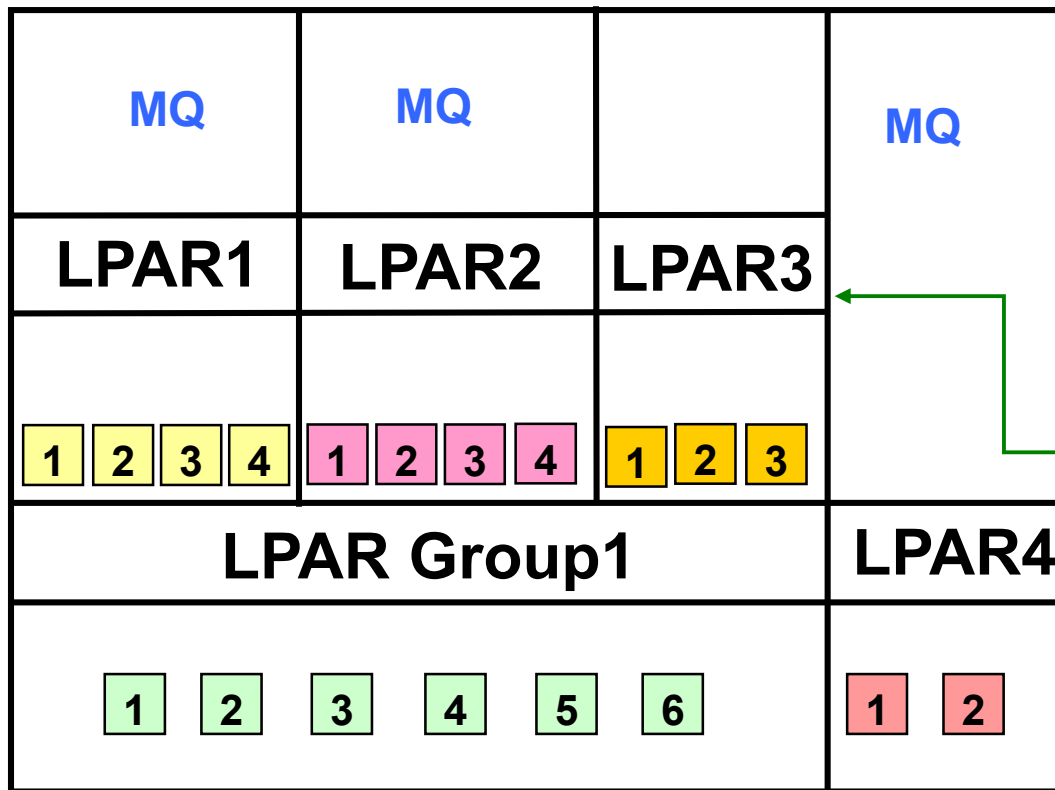 MQ MQ MQ
LPAR1 LPAR2 LPAR3
1 2 3 4 1 2 3 4 1 2 3
LPAR Group1 LPAR4
1 2 3 4 5 6 1 2